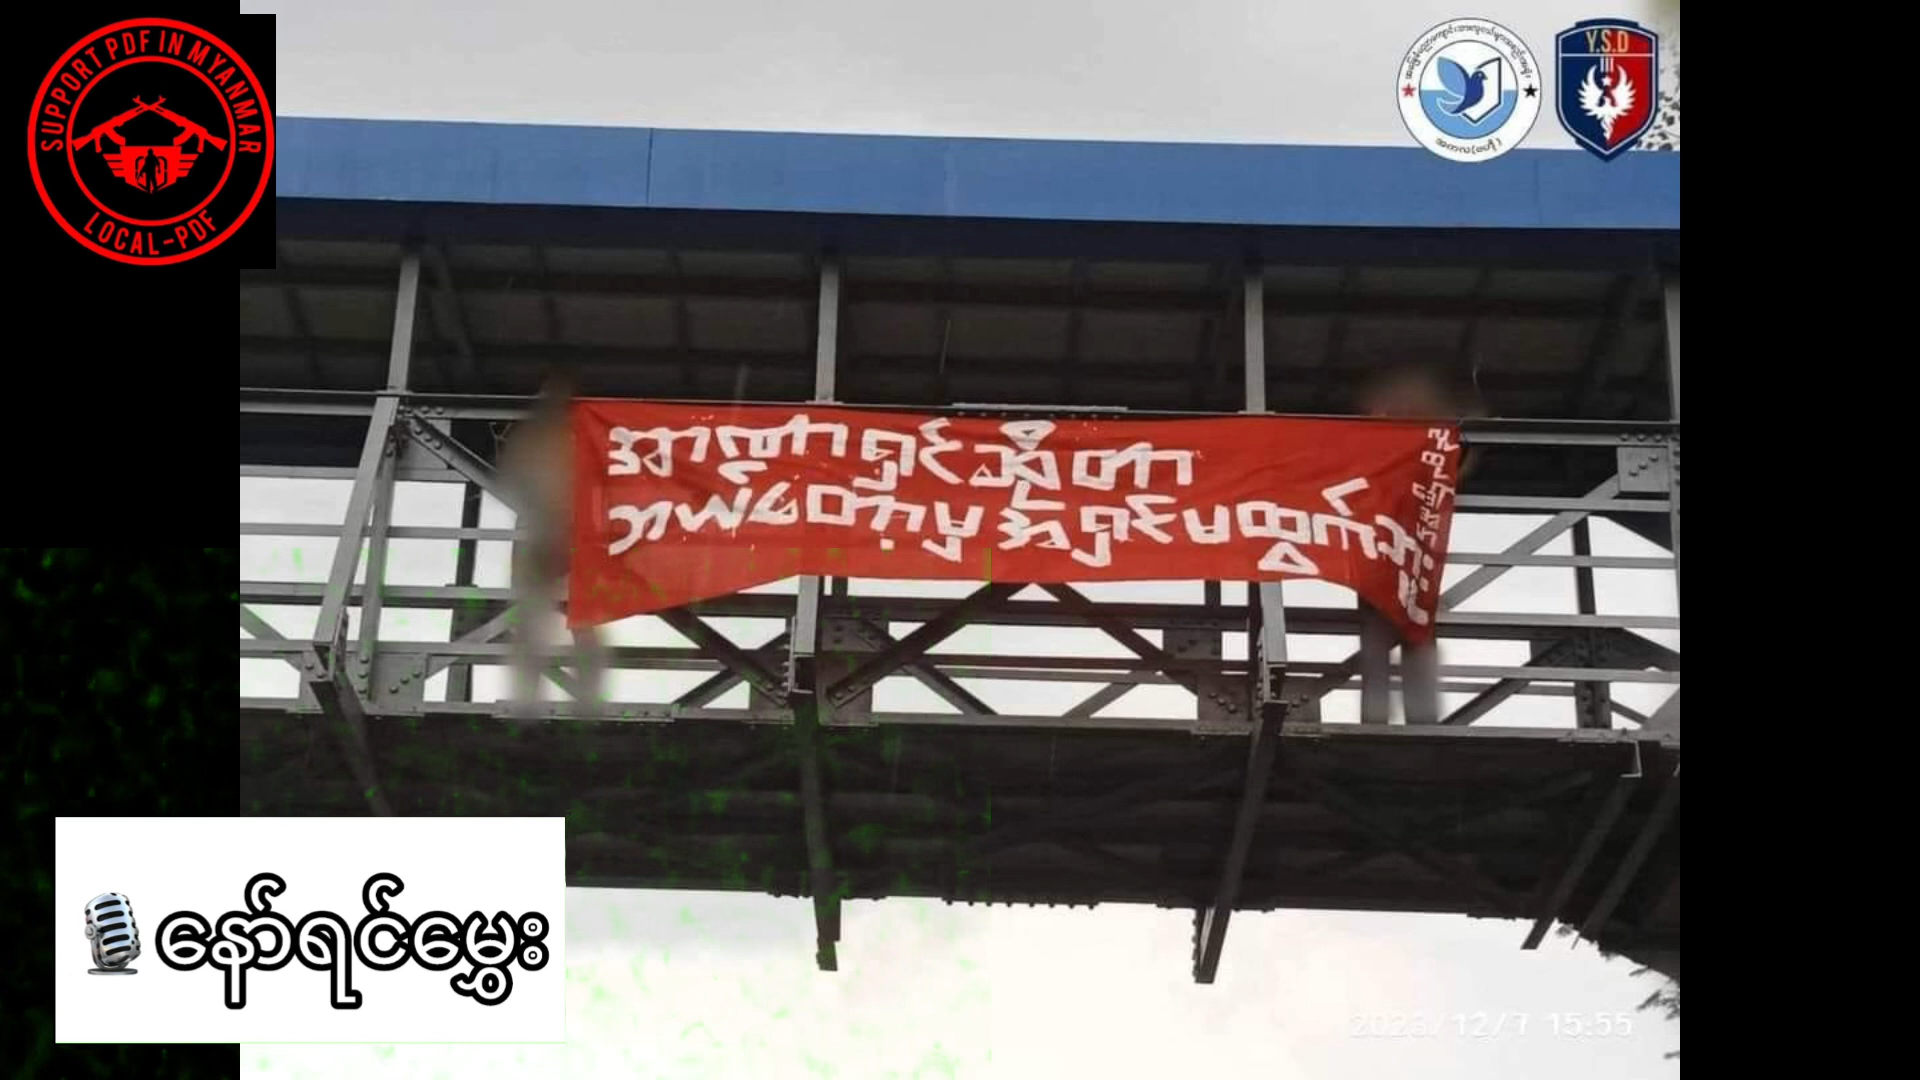 SUPPORT PDF IN MYANMAR
LOCAL-PDF
Y.S.D
အာဏာရှင်ဆိုတာ
ဘယ်တော့မှ အရှင်မထွက်ဘူး
နော်ရင်မွှေး
2023/12/7 15:55